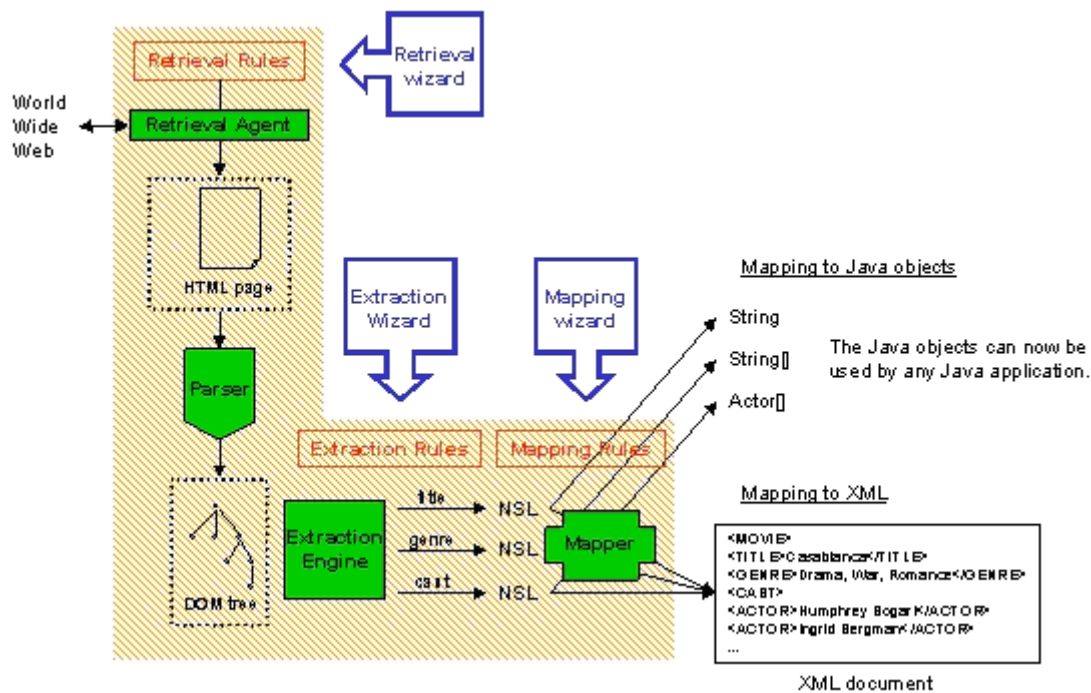 Retrieval Rules
Retrieval
wizard
World
Wide
Web
Retrieval Agent
HTML page
Mapping to Java objects
Extraction
Wizard
Mapping
wizard
String
String[]
The Java objects can now be
used by any Java application.
Actor[]
Parser
Extraction Rules
Mapping Rules
Mapping to XML
title
NSL
Extraction
Engine
genre
NSL
Mapper
cast
NSL
DOM tree
<MOVIE>
<TITLE>Casablanca</TITLE>
<GENRE>Drama, War, Romance</GENRE>
<CAST>
<ACTOR>Humphrey Bogart</ACTOR>
<ACTOR>Ingrid Bergman</ACTOR>
...
XML document